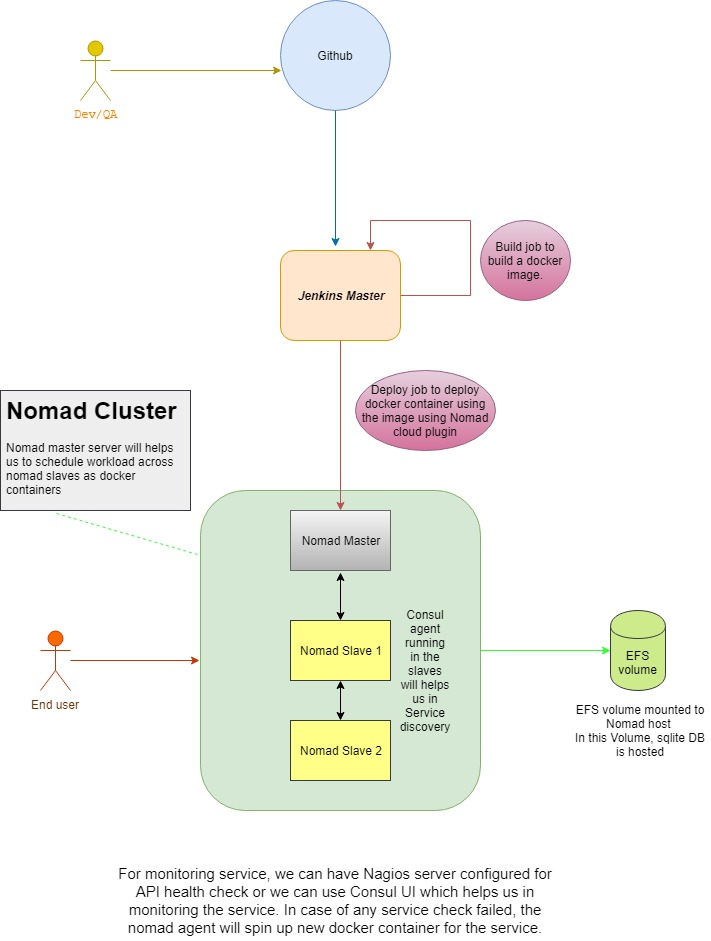 Github
Dev/QA
Build job to
build a docker
image.
Jenkins Master
Deploy job to deploy
docker container using
the image using Nomad
cloud plugin
Nomad Cluster
Nomad master server will helps
us to schedule workload across
nomad slaves as docker
containers
Nomad Master
Consul
agent
running
in the
slaves
will helps
us in
Service
discovery
Nomad Slave 1
Nomad Slave 2
End user
EFS
volume
EFS volume mounted to
Nomad host
In this Volume, sqlite DB
is hosted
For monitoring service, we can have Nagios server configured for
API health check or we can use Consul UI which helps us in
monitoring the service. In case of any service check failed, the
nomad agent will spin up new docker container for the service.